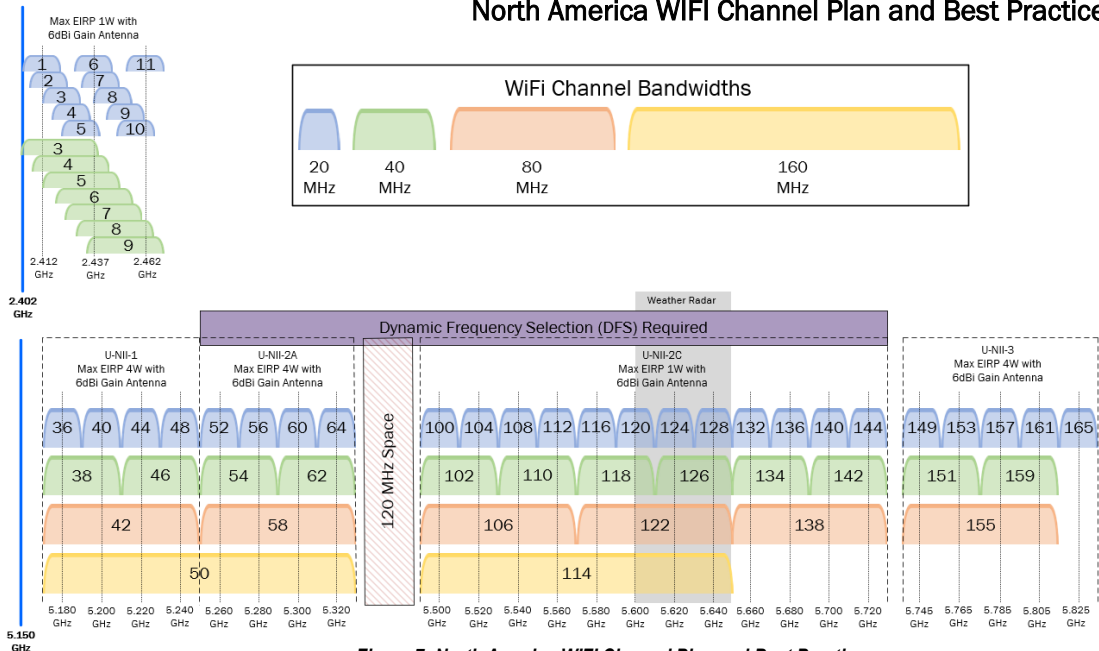 North America WIFI Channel Plan and Best Practice
Max EIRP 1W with
6dBi Gain Antenna
1 6 11
2 7
3 8
4 9
5 10
3
4
5
6
7
8
9
2.412 2.437 2.462
GHz GHz GHz
2.402
GHz
WiFi Channel Bandwidths
20 40 80 160
MHz MHz MHz MHz
Weather Radar
Dynamic Frequency Selection (DFS) Required
U-NII-1
Max EIRP 4W with
6dBi Gain Antenna
U-NII-2A
Max EIRP 4W with
6dBi Gain Antenna
120 MHz Space
U-NII-2C
Max EIRP 1W with
6dBi Gain Antenna
U-NII-3
Max EIRP 4W with
6dBi Gain Antenna
36 40 44 48 52 56 60 64 100 104 108 112 116 120 124 128 132 136 140 144 149 153 157 161 165
38 46 54 62 102 110 118 126 134 142 151 159
42 58 106 122 138 155
50 114
5.180 5.200 5.220 5.240 5.260 5.280 5.300 5.320 5.500 5.520 5.540 5.560 5.580 5.600 5.620 5.640 5.660 5.680 5.700 5.720 5.745 5.765 5.785 5.805 5.825
GHz GHz GHz GHz GHz GHz GHz GHz GHz GHz GHz GHz GHz GHz GHz GHz GHz GHz GHz GHz GHz GHz GHz GHz GHz
5.150
GHz